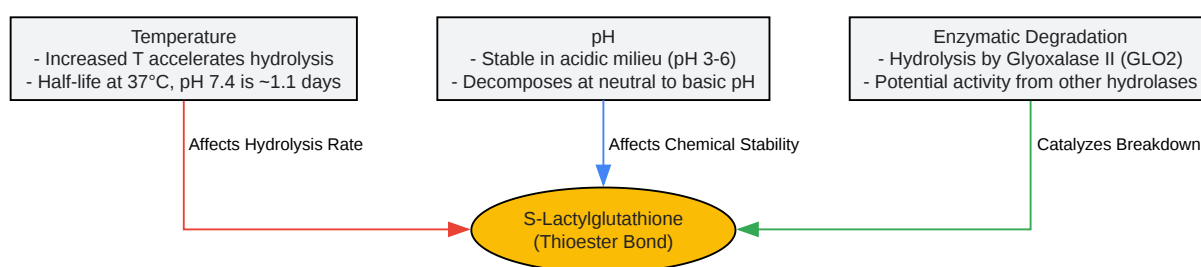 Temperature
- Increased T accelerates hydrolysis
- Half-life at 37°C, pH 7.4 is ~1.1 days
pH
- Stable in acidic milieu (pH 3-6)
- Decomposes at neutral to basic pH
Enzymatic Degradation
- Hydrolysis by Glyoxalase II (GLO2)
- Potential activity from other hydrolases
Affects Hydrolysis Rate
Affects Chemical Stability
Catalyzes Breakdown
S-Lactylglutathione
(Thioester Bond)